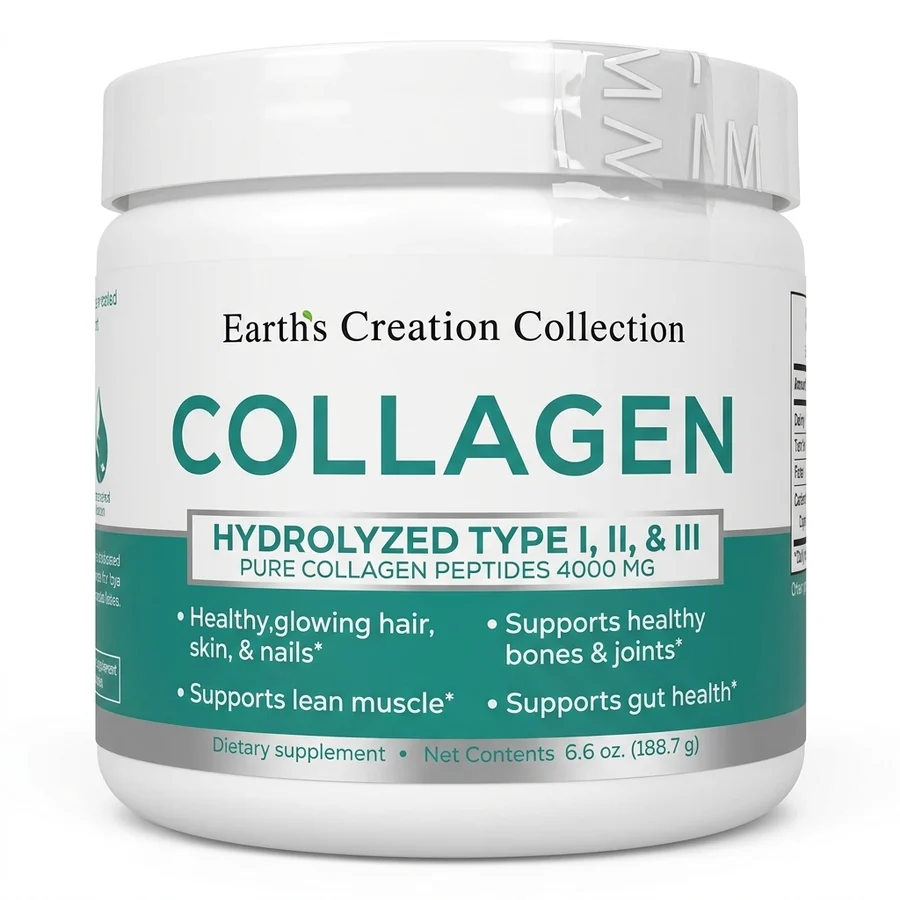 Earth's Creation Collection
COLLAGEN
HYDROLYZED TYPE I, II, & III
PURE COLLAGEN PEPTIDES 4000 MG
• Healthy,glowing hair,
skin, & nails*
• Supports lean muscle*
• Supports healthy
bones & joints*
• Supports gut health*
Dietary supplement • Net Contents 6.6 oz. (188.7 g)